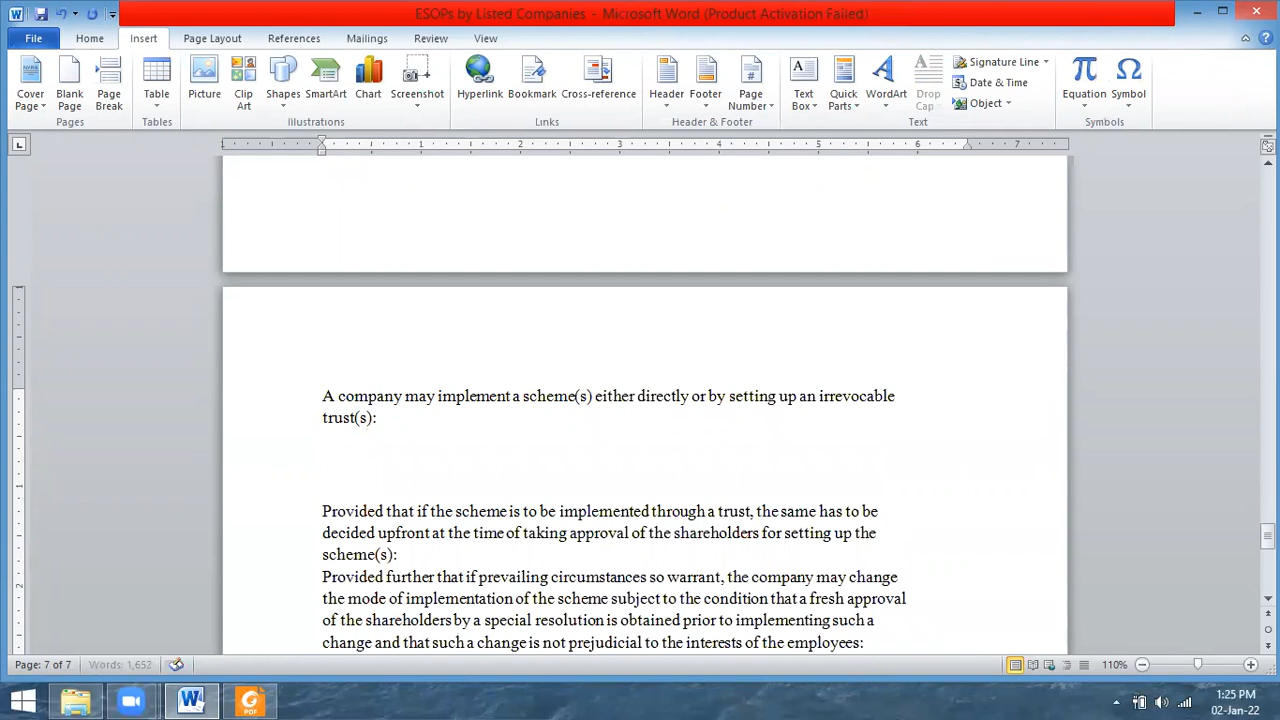 ESOPs by Listed Companies - Microsoft Word (Product Activation Failed)
File Home Insert Page Layout References Mailings Review View
Cover Page Blank Page Page Break Table Picture Clip Art Shapes SmartArt Chart Screenshot Hyperlink Bookmark Cross-reference Header Footer Page Number Text Box Quick Parts WordArt Drop Cap Signature Line Date & Time Object Equation Symbol
Pages Tables Illustrations Links Header & Footer Text Symbols
1 2 3 4 5 6 7
A company may implement a scheme(s) either directly or by setting up an irrevocable
trust(s):
Provided that if the scheme is to be implemented through a trust, the same has to be
decided upfront at the time of taking approval of the shareholders for setting up the
scheme(s):
Provided further that if prevailing circumstances so warrant, the company may change
the mode of implementation of the scheme subject to the condition that a fresh approval
of the shareholders by a special resolution is obtained prior to implementing such a
change and that such a change is not prejudicial to the interests of the employees:
Page: 7 of 7 Words: 1,652 110%
1:25 PM
02-Jan-22